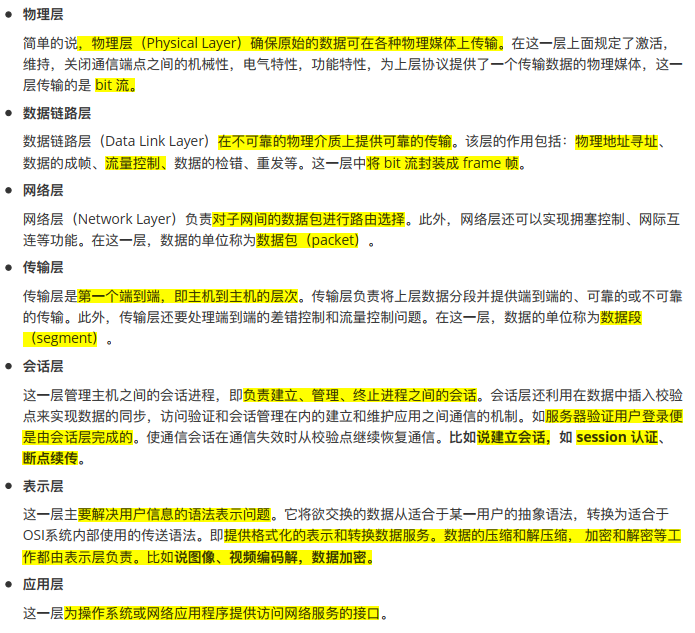 物理层
简单的说，物理层（Physical Layer）确保原始的数据可在各种物理媒体上传输。在这一层上面规定了激活，
维持，关闭通信端点之间的机械性，电气特性，功能特性，为上层协议提供了一个传输数据的物理媒体，这一
层传输的是 bit 流。
数据链路层
数据链路层（Data Link Layer）在不可靠的物理介质上提供可靠的传输。该层的作用包括：物理地址寻址、
数据的成帧、流量控制、数据的检错、重发等。这一层中将 bit 流封装成 frame 帧。
网络层
网络层（Network Layer）负责对子网间的数据包进行路由选择。此外，网络层还可以实现拥塞控制、网际互
连等功能。在这一层，数据的单位称为数据包（packet）。
传输层
传输层是第一个端到端，即主机到主机的层次。传输层负责将上层数据分段并提供端到端的、可靠的或不可靠
的传输。此外，传输层还要处理端到端的差错控制和流量控制问题。在这一层，数据的单位称为数据段
（segment）。
会话层
这一层管理主机之间的会话进程，即负责建立、管理、终止进程之间的会话。会话层还利用在数据中插入校验
点来实现数据的同步，访问验证和会话管理在内的建立和维护应用之间通信的机制。如服务器验证用户登录便
是由会话层完成的。使通信会话在通信失效时从校验点继续恢复通信。比如说建立会话，如 session 认证、
断点续传。
表示层
这一层主要解决用户信息的语法表示问题。它将欲交换的数据从适合于某一用户的抽象语法，转换为适合于
OSI系统内部使用的传送语法。即提供格式化的表示和转换数据服务。数据的压缩和解压缩， 加密和解密等工
作都由表示层负责。比如说图像、视频编码解，数据加密。
应用层
这一层为操作系统或网络应用程序提供访问网络服务的接口。